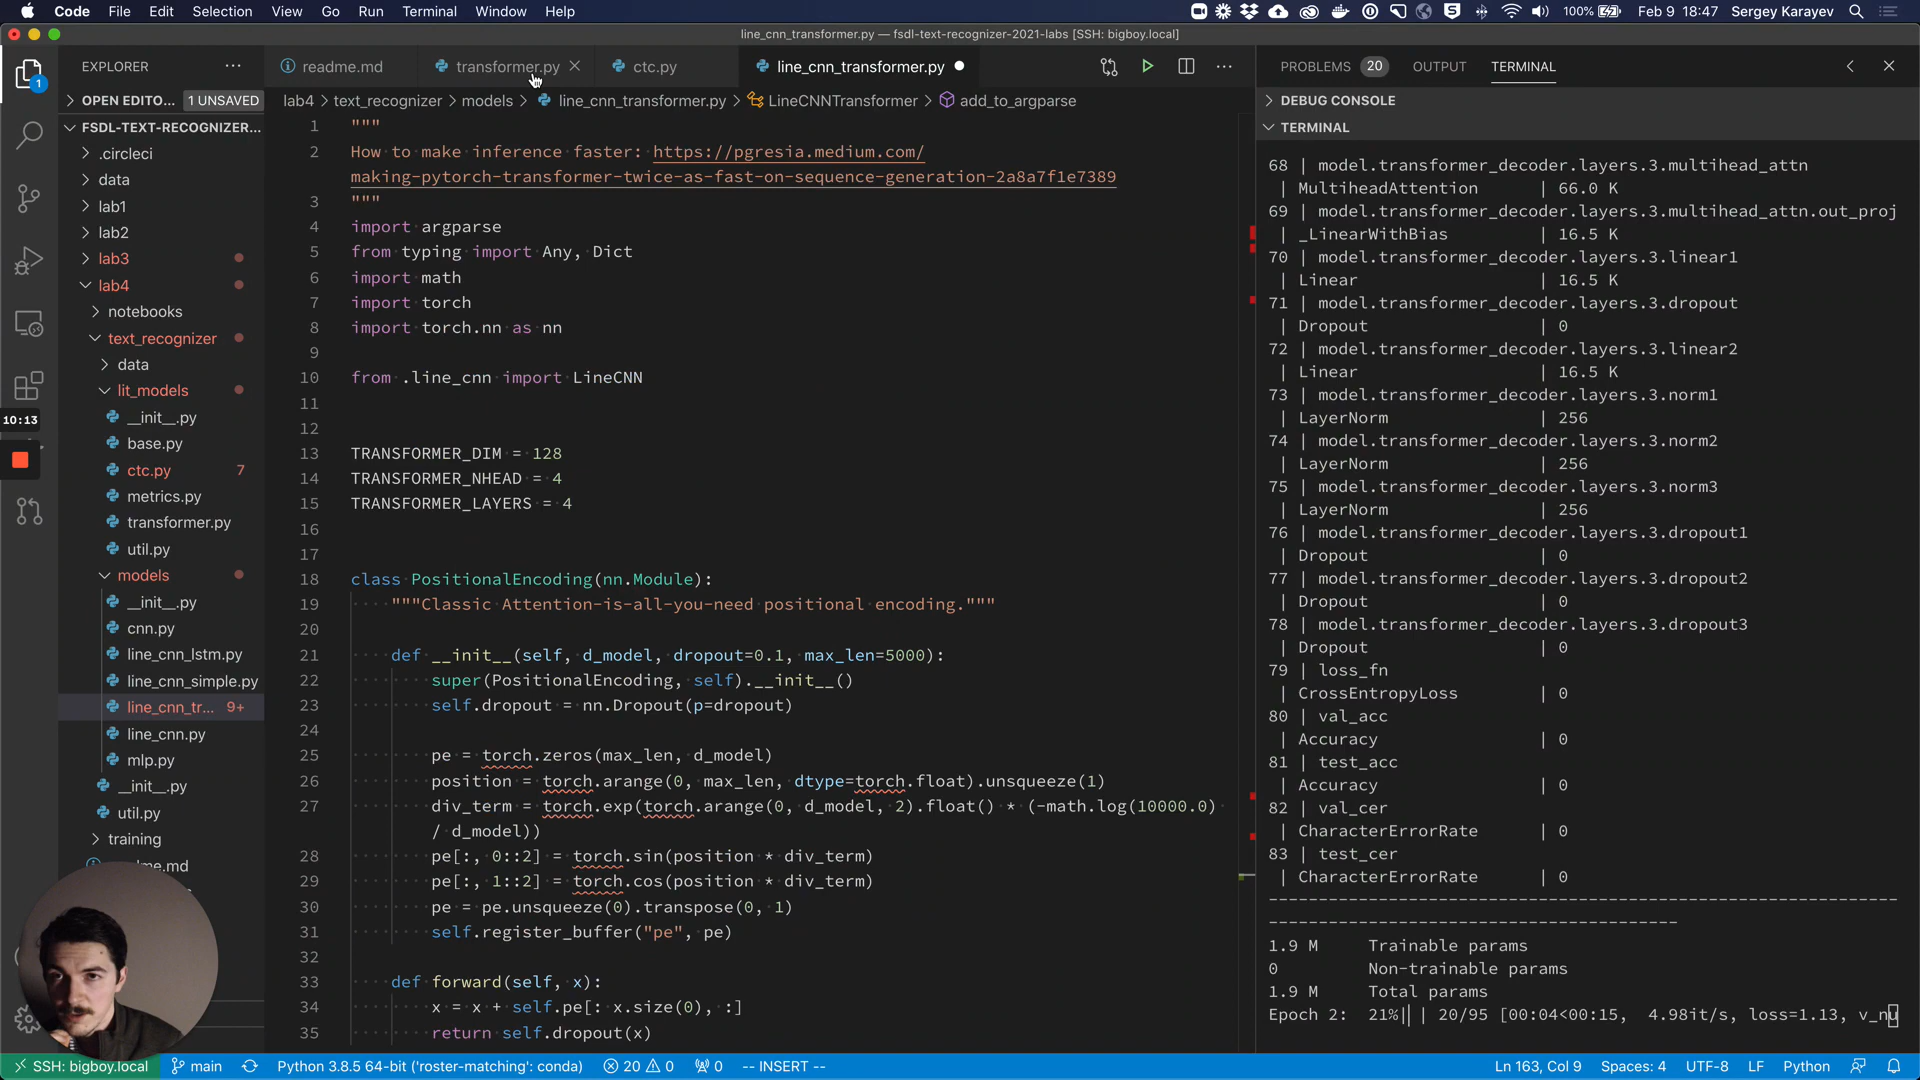 Code File Edit Selection View Go Run Terminal Window Help
100% Feb 9 18:47 Sergey Karayev
line_cnn_transformer.py — fsdl-text-recognizer-2021-labs [SSH: bigboy.local]
EXPLORER
readme.md transformer.py ctc.py line_cnn_transformer.py
PROBLEMS 20 OUTPUT TERMINAL
OPEN EDITO... 1 UNSAVED
FSDL-TEXT-RECOGNIZER...
.circleci
data
lab1
lab2
lab3
lab4
notebooks
text_recognizer
data
lit_models
__init__.py
base.py
ctc.py 7
metrics.py
transformer.py
util.py
models
__init__.py
cnn.py
line_cnn_lstm.py
line_cnn_simple.py
line_cnn_tr... 9+
line_cnn.py
mlp.py
__init__.py
util.py
training
1
10:13
lab4 > text_recognizer > models > line_cnn_transformer.py > LineCNNTransformer > add_to_argparse
1 """
2 How to make inference faster: https://pgresia.medium.com/
making-pytorch-transformer-twice-as-fast-on-sequence-generation-2a8a7f1e7389
3 """
4 import argparse
5 from typing import Any, Dict
6 import math
7 import torch
8 import torch.nn as nn
9
10 from .line_cnn import LineCNN
11
12
13 TRANSFORMER_DIM = 128
14 TRANSFORMER_NHEAD = 4
15 TRANSFORMER_LAYERS = 4
16
17
18 class PositionalEncoding(nn.Module):
19 """Classic Attention-is-all-you-need positional encoding."""
20
21 def __init__(self, d_model, dropout=0.1, max_len=5000):
22 super(PositionalEncoding, self).__init__()
23 self.dropout = nn.Dropout(p=dropout)
24
25 pe = torch.zeros(max_len, d_model)
26 position = torch.arange(0, max_len, dtype=torch.float).unsqueeze(1)
27 div_term = torch.exp(torch.arange(0, d_model, 2).float() * (-math.log(10000.0)
/ d_model))
28 pe[:, 0::2] = torch.sin(position * div_term)
29 pe[:, 1::2] = torch.cos(position * div_term)
30 pe = pe.unsqueeze(0).transpose(0, 1)
31 self.register_buffer("pe", pe)
32
33 def forward(self, x):
34 x = x + self.pe[: x.size(0), :]
35 return self.dropout(x)
DEBUG CONSOLE
TERMINAL
68 | model.transformer_decoder.layers.3.multihead_attn
| MultiheadAttention | 66.0 K
69 | model.transformer_decoder.layers.3.multihead_attn.out_proj
| _LinearWithBias | 16.5 K
70 | model.transformer_decoder.layers.3.linear1
| Linear | 16.5 K
71 | model.transformer_decoder.layers.3.dropout
| Dropout | 0
72 | model.transformer_decoder.layers.3.linear2
| Linear | 16.5 K
73 | model.transformer_decoder.layers.3.norm1
| LayerNorm | 256
74 | model.transformer_decoder.layers.3.norm2
| LayerNorm | 256
75 | model.transformer_decoder.layers.3.norm3
| LayerNorm | 256
76 | model.transformer_decoder.layers.3.dropout1
| Dropout | 0
77 | model.transformer_decoder.layers.3.dropout2
| Dropout | 0
78 | model.transformer_decoder.layers.3.dropout3
| Dropout | 0
79 | loss_fn
| CrossEntropyLoss | 0
80 | val_acc
| Accuracy | 0
81 | test_acc
| Accuracy | 0
82 | val_cer
| CharacterErrorRate | 0
83 | test_cer
| CharacterErrorRate | 0
1.9 M Trainable params
0 Non-trainable params
1.9 M Total params
Epoch 2: 21%|| | 20/95 [00:04<00:15, 4.98it/s, loss=1.13, v_nu
SSH: bigboy.local main Python 3.8.5 64-bit ('roster-matching': conda) 20 0 0 -- INSERT -- Ln 163, Col 9 Spaces: 4 UTF-8 LF Python